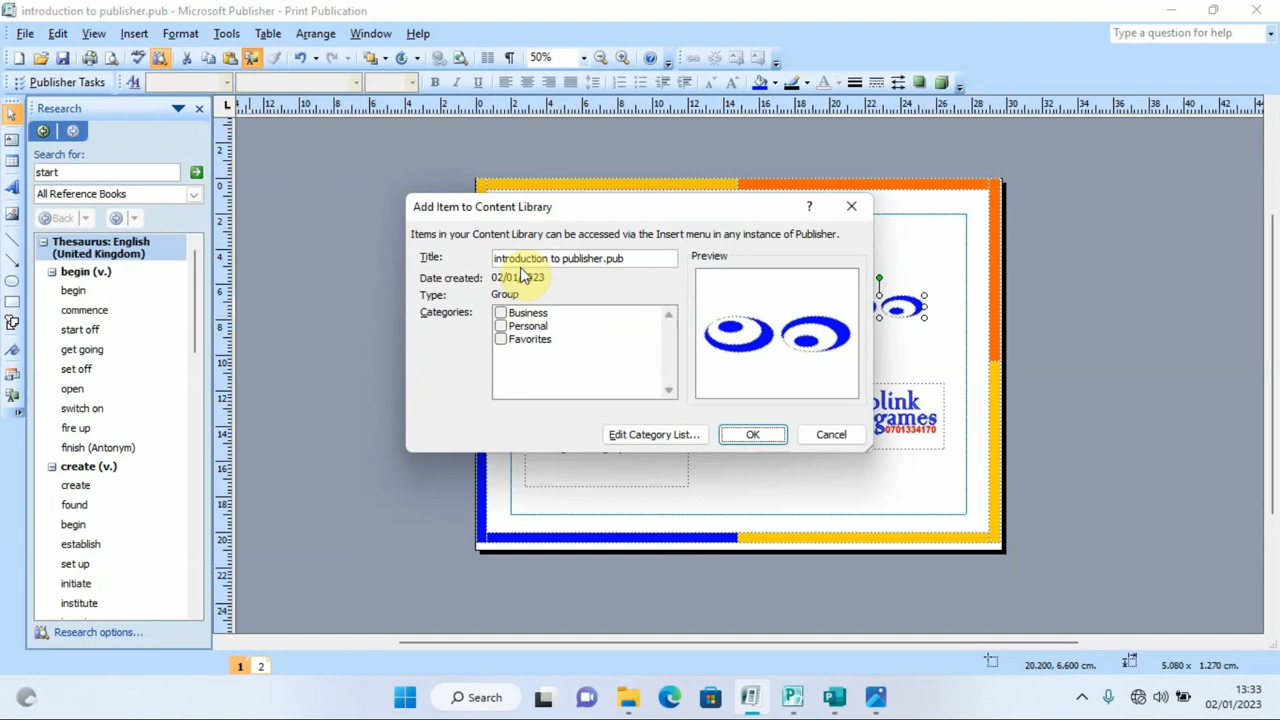 introduction to publisher.pub - Microsoft Publisher - Print Publication
File Edit View Insert Format Tools Table Arrange Window Help
Type a question for help
50%
Publisher Tasks
Research
Search for:
start
All Reference Books
Back
Thesaurus: English
(United Kingdom)
begin (v.)
begin
commence
start off
get going
set off
open
switch on
fire up
finish (Antonym)
create (v.)
create
found
begin
establish
set up
initiate
institute
Research options...
Add Item to Content Library
Items in your Content Library can be accessed via the Insert menu in any instance of Publisher.
Title: introduction to publisher.pub
Date created: 02/01/2023
Type: Group
Categories: Business
Personal
Favorites
Preview
Edit Category List... OK Cancel
olink
games
0701334170
1 2
20.200, 6.600 cm. 5.080 x 1.270 cm.
Search
13:33
02/01/2023